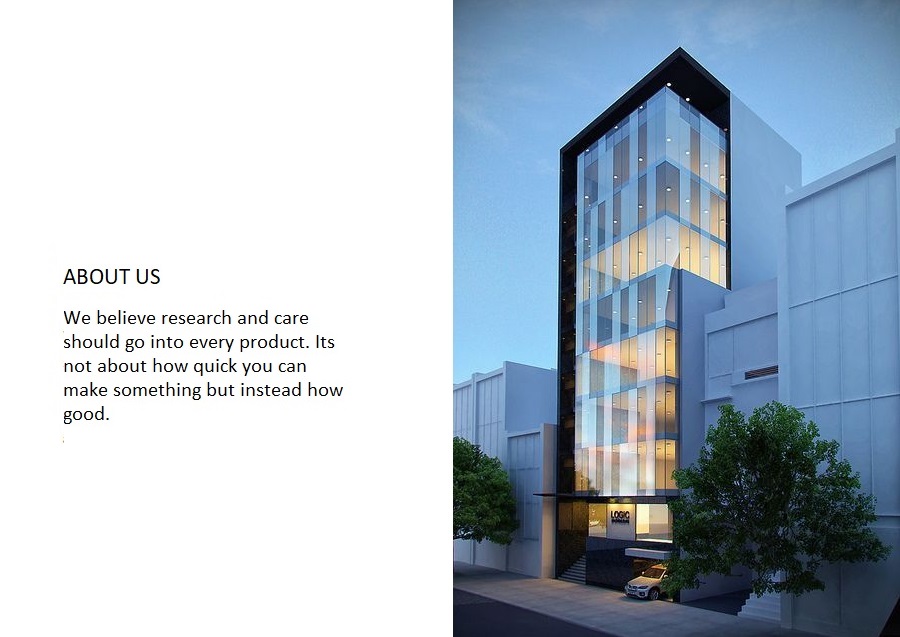 ABOUT US
We believe research and care
should go into every product. Its
not about how quick you can
make something but instead how
good.
LOGIC